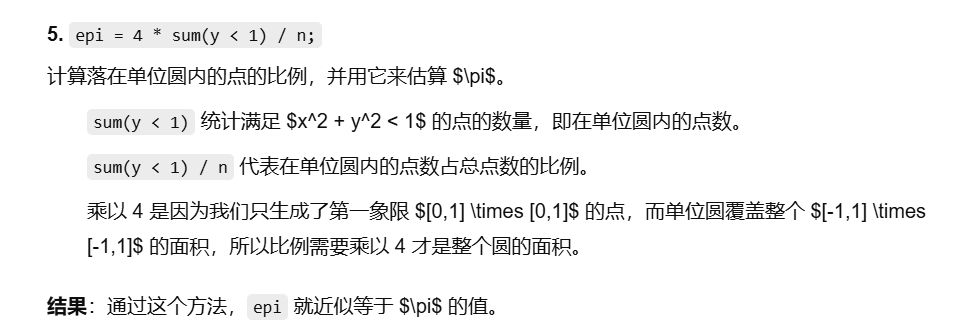 5. epi = 4 * sum(y < 1) / n;
计算落在单位圆内的点的比例，并用它来估算 $\pi$。
sum(y < 1) 统计满足 $x^2 + y^2 < 1$ 的点的数量，即在单位圆内的点数。
sum(y < 1) / n 代表在单位圆内的点数占总点数的比例。
乘以 4 是因为我们只生成了第一象限 $[0,1] \times [0,1]$ 的点，而单位圆覆盖整个 $[-1,1] \times
[-1,1]$ 的面积，所以比例需要乘以 4 才是整个圆的面积。
结果：通过这个方法，epi 就近似等于 $\pi$ 的值。